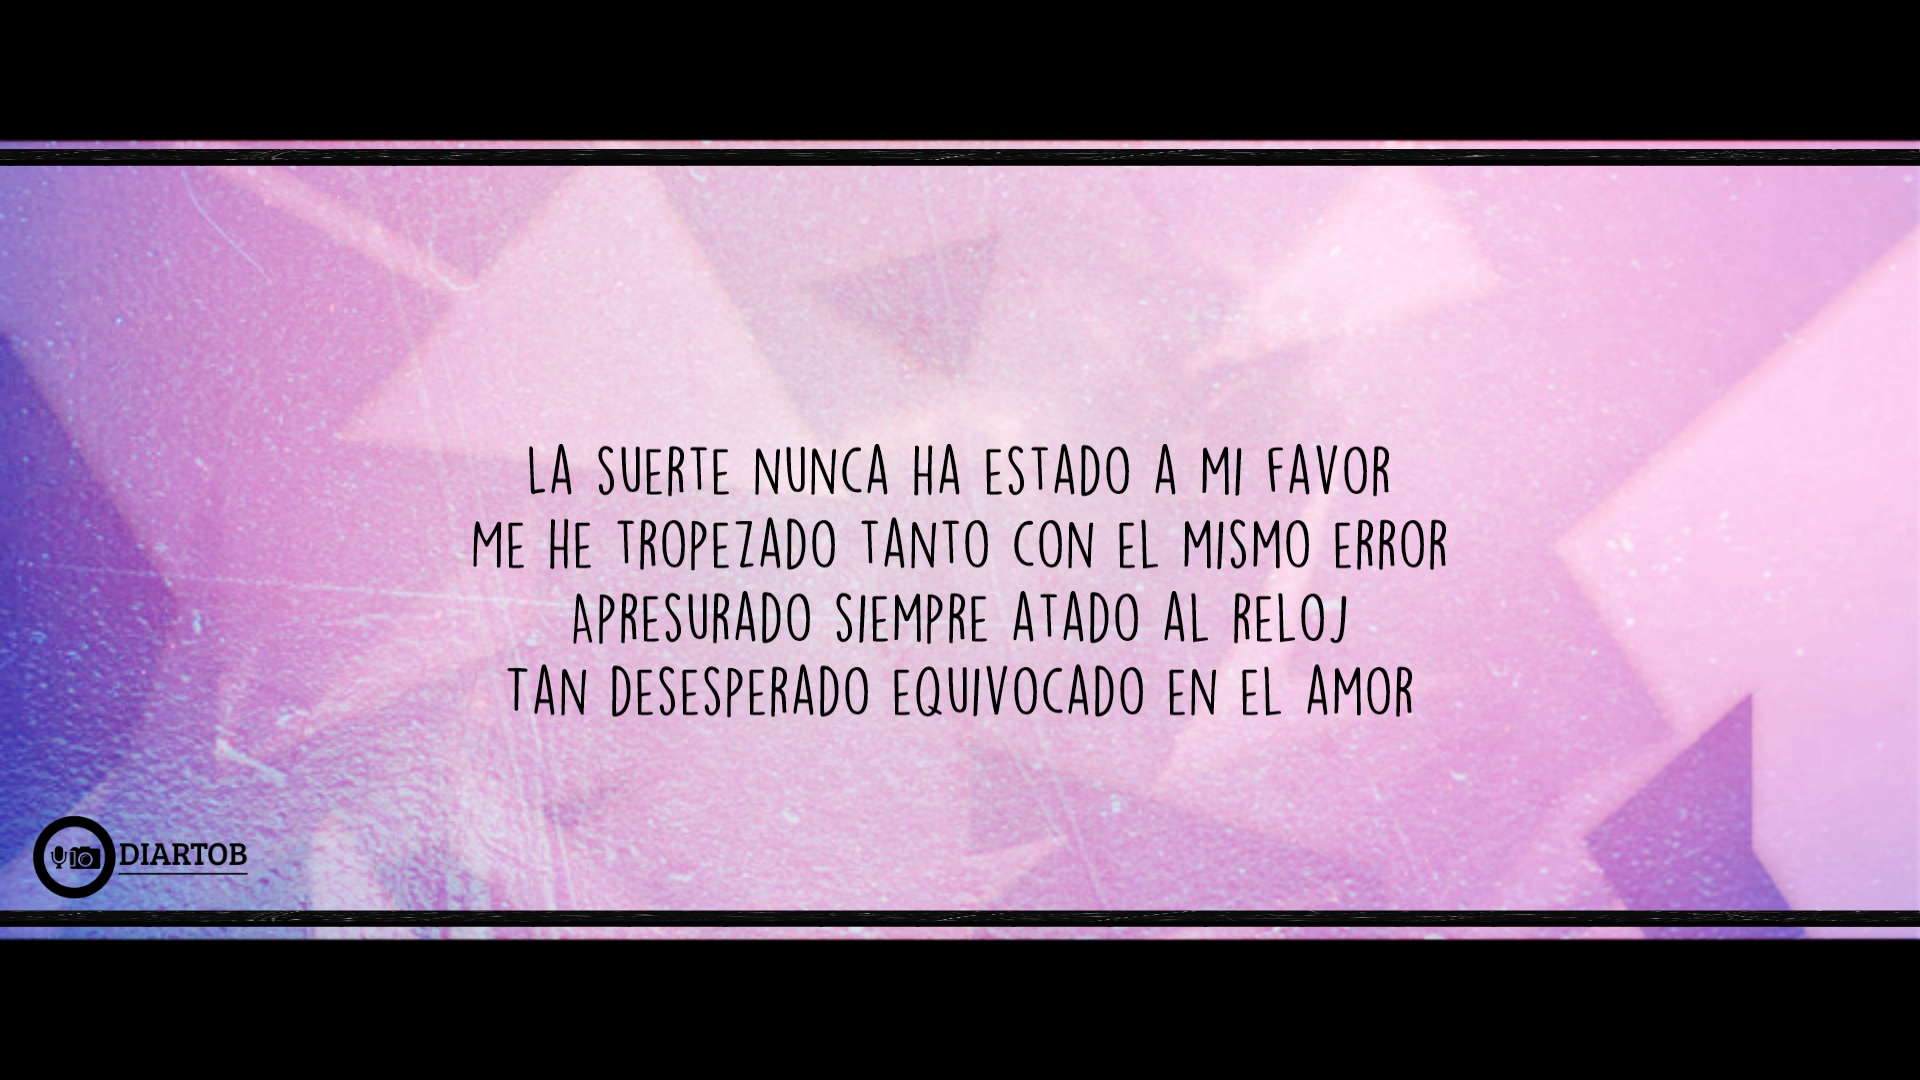 LA SUERTE NUNCA HA ESTADO A MI FAVOR
ME HE TROPEZADO TANTO CON EL MISMO ERROR
APRESURADO SIEMPRE ATADO AL RELOJ
TAN DESESPERADO EQUIVOCADO EN EL AMOR
DIARTOB